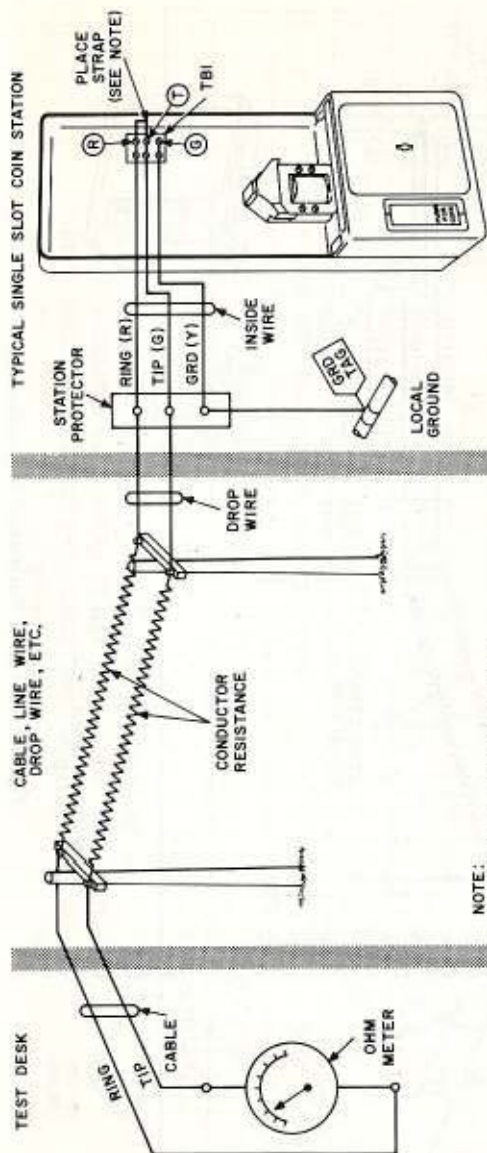 TEST DESK
CABLE, LINE WIRE,
DROP WIRE, ETC.
TYPICAL SINGLE SLOT COIN STATION
RING
TIP
CABLE
OHM
METER
CONDUCTOR
RESISTANCE
DROP
WIRE
STATION
PROTECTOR
RING (R)
TIP (G)
GRD (Y)
INSIDE
WIRE
GRD
TAG
LOCAL
GROUND
PLACE
STRAP
(SEE NOTE)
R
T
TB1
G
NOTE: